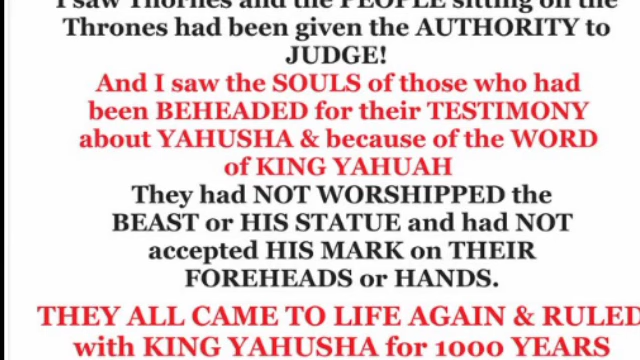 I saw Thornes and the PEOPLE sitting on the
Thrones had been given the AUTHORITY to
JUDGE!
And I saw the SOULS of those who had
been BEHEADED for their TESTIMONY
about YAHUSHA & because of the WORD
of KING YAHUAH
They had NOT WORSHIPPED the
BEAST or HIS STATUE and had NOT
accepted HIS MARK on THEIR
FOREHEADS or HANDS.
THEY ALL CAME TO LIFE AGAIN & RULED
with KING YAHUSHA for 1000 YEARS